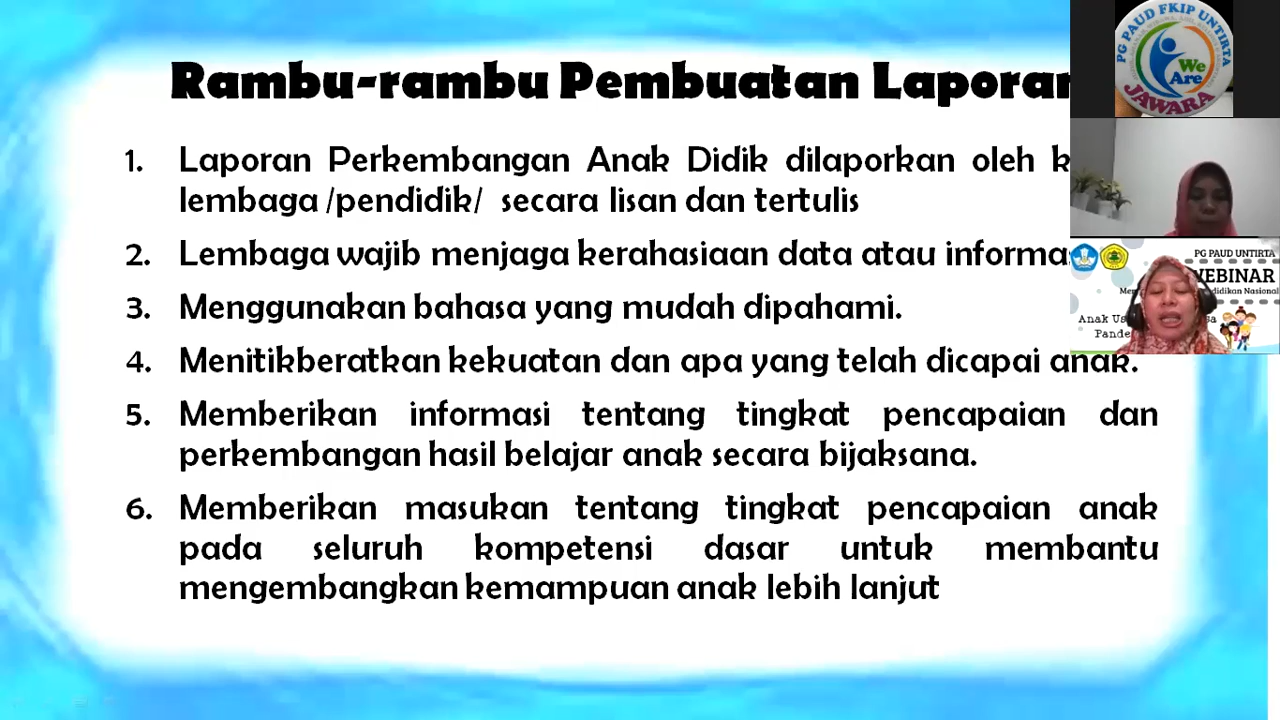 Rambu-rambu Pembuatan Laporan
1. Laporan Perkembangan Anak Didik dilaporkan oleh
lembaga /pendidik/ secara lisan dan tertulis
2. Lembaga wajib menjaga kerahasiaan data atau
3. Menggunakan bahasa yang mudah dipahami.
4. Menitikberatkan kekuatan dan apa yang telah dicapai anak.
5. Memberikan informasi tentang tingkat pencapaian dan
perkembangan hasil belajar anak secara bijaksana.
6. Memberikan masukan tentang tingkat pencapaian anak
pada seluruh kompetensi dasar untuk membantu
mengembangkan kemampuan anak lebih lanjut
PG PAUD FKIP UNTIRTA
We
Are
JAWARA
PG PAUD UNTIRTA
WEBINAR
Pendidikan Nasional
Anak